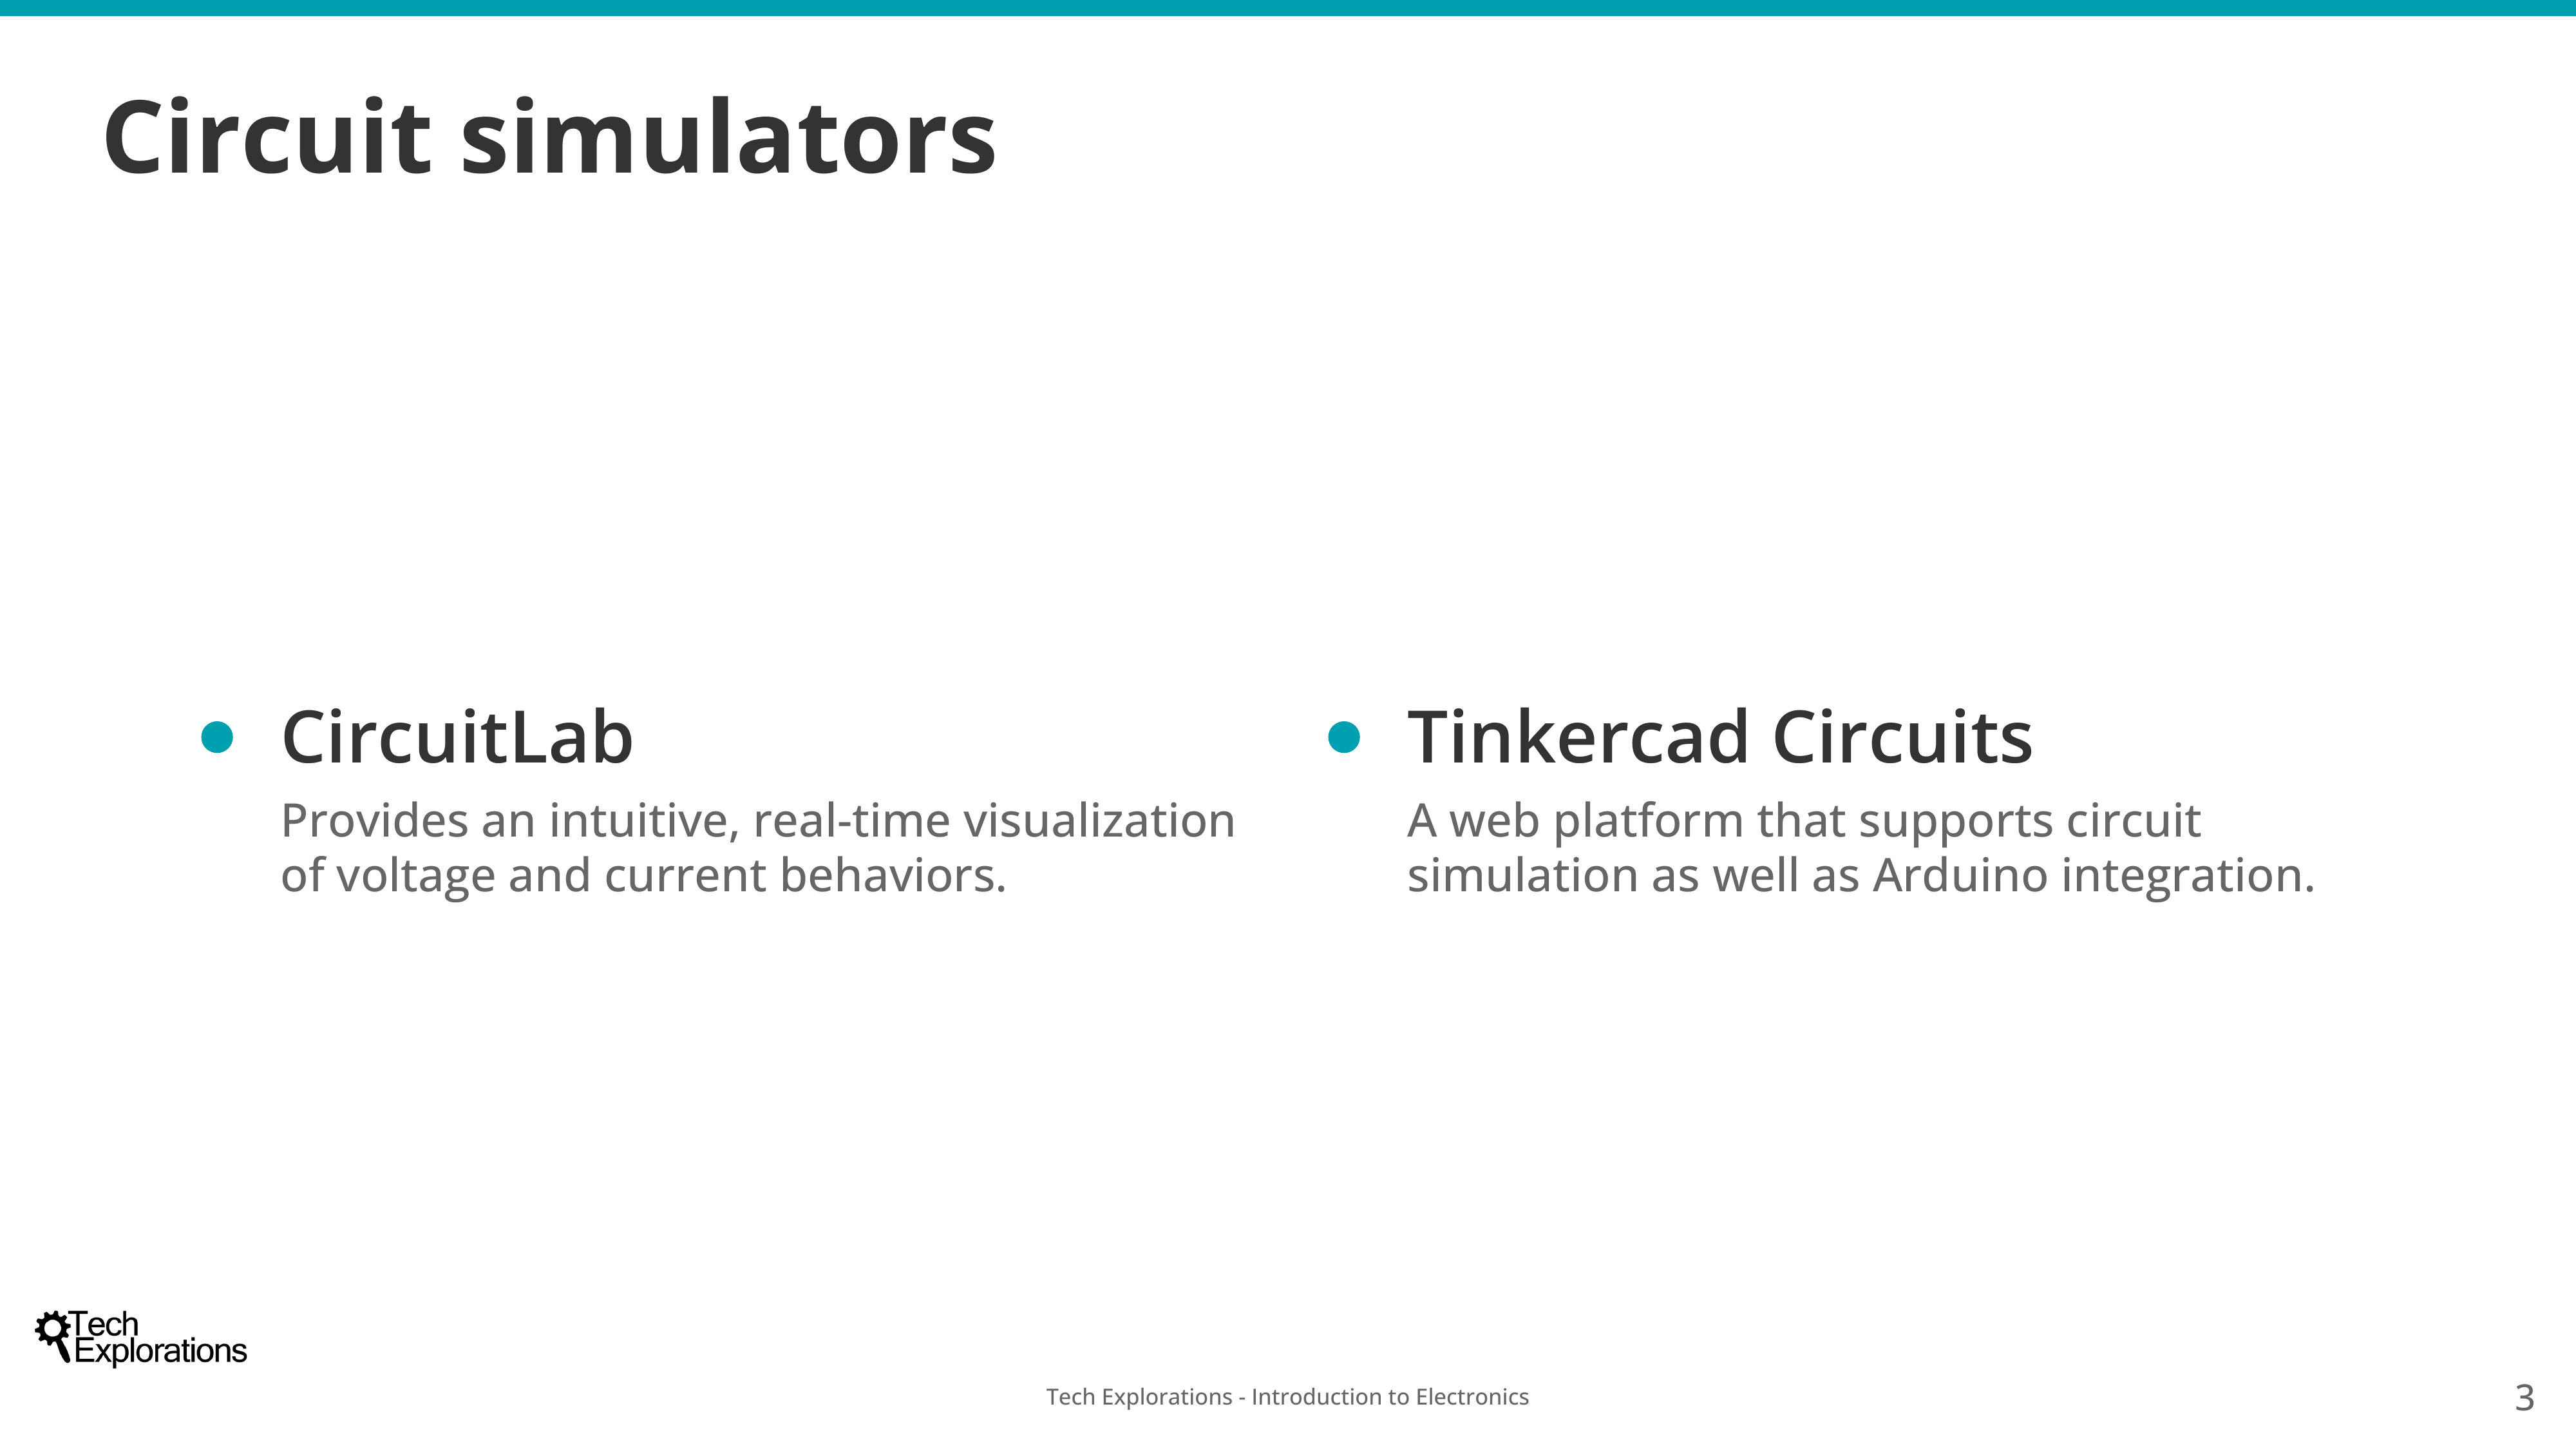 Circuit simulators
CircuitLab
Provides an intuitive, real-time visualization
of voltage and current behaviors.
Tinkercad Circuits
A web platform that supports circuit
simulation as well as Arduino integration.
Tech
Explorations
Tech Explorations - Introduction to Electronics
3